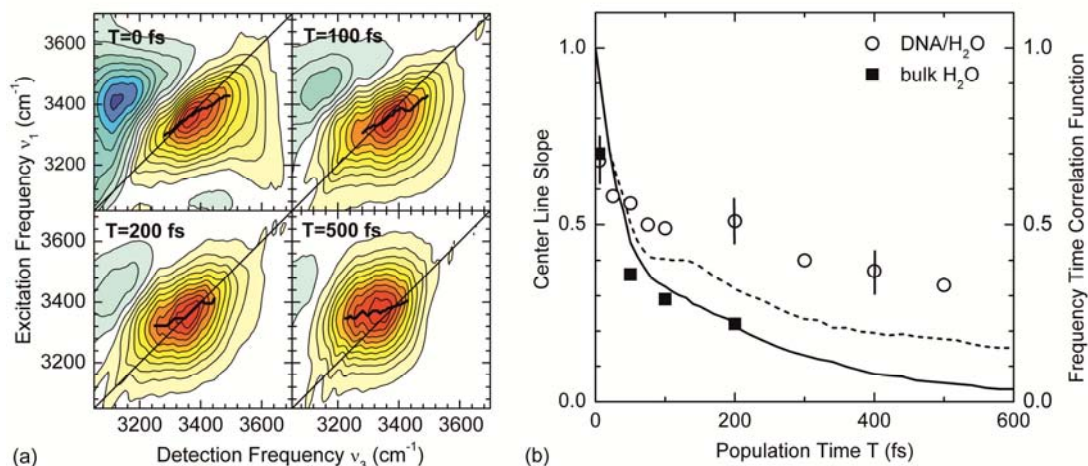 3600
3400
3200
3600
3400
3200
T=0 fs
T=100 fs
T=200 fs
T=500 fs
Excitation Frequency ν₁ (cm⁻¹)
3200 3400 3600 3200 3400 3600
Detection Frequency ν₃ (cm⁻¹)
(a)
1.0
0.5
0.0
Center Line Slope
DNA/H₂O
bulk H₂O
1.0
0.5
0.0
Frequency Time Correlation Function
0 200 400 600
Population Time T (fs)
(b)